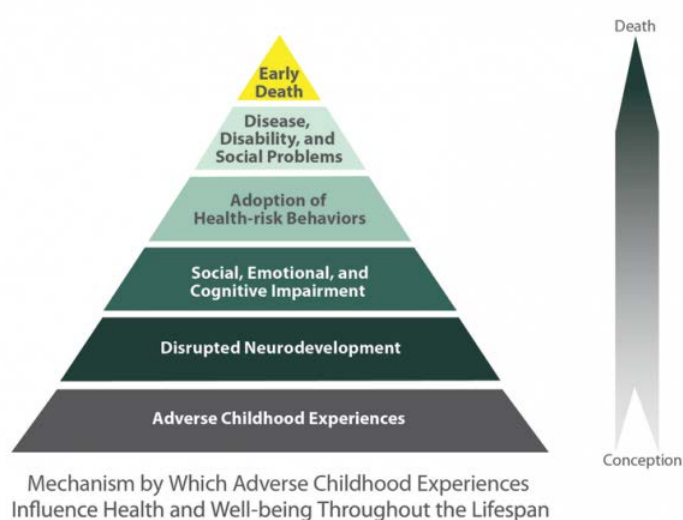 Death
Early
Death
Disease,
Disability, and
Social Problems
Adoption of
Health-risk Behaviors
Social, Emotional, and
Cognitive Impairment
Disrupted Neurodevelopment
Adverse Childhood Experiences
Conception
Mechanism by Which Adverse Childhood Experiences
Influence Health and Well-being Throughout the Lifespan